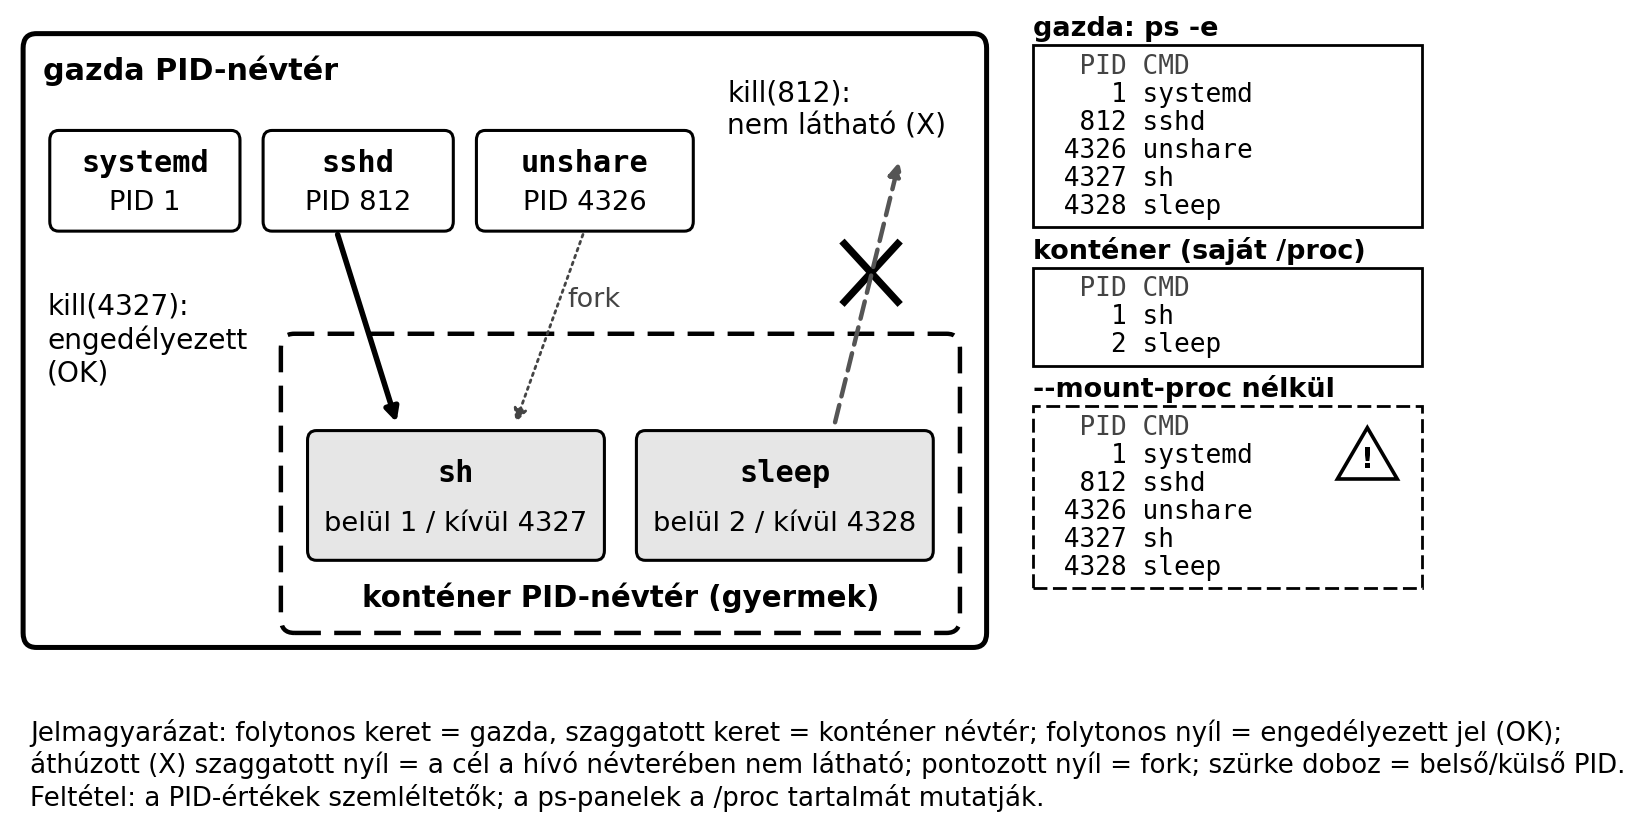 gazda PID-névtér
kill(812):
nem látható (X)
systemd
PID 1
sshd
PID 812
unshare
PID 4326
kill(4327):
engedélyezett
(OK)
fork
sh
belül 1 / kívül 4327
sleep
belül 2 / kívül 4328
konténer PID-névtér (gyermek)
gazda: ps -e
PID CMD
1 systemd
812 sshd
4326 unshare
4327 sh
4328 sleep
konténer (saját /proc)
PID CMD
1 sh
2 sleep
--mount-proc nélkül
PID CMD
1 systemd
812 sshd
4326 unshare
4327 sh
4328 sleep
!
Jelmagyarázat: folytonos keret = gazda, szaggatott keret = konténer névtér; folytonos nyíl = engedélyezett jel (OK);
áthúzott (X) szaggatott nyíl = a cél a hívó névterében nem látható; pontozott nyíl = fork; szürke doboz = belső/külső PID.
Feltétel: a PID-értékek szemléltetők; a ps-panelek a /proc tartalmát mutatják.